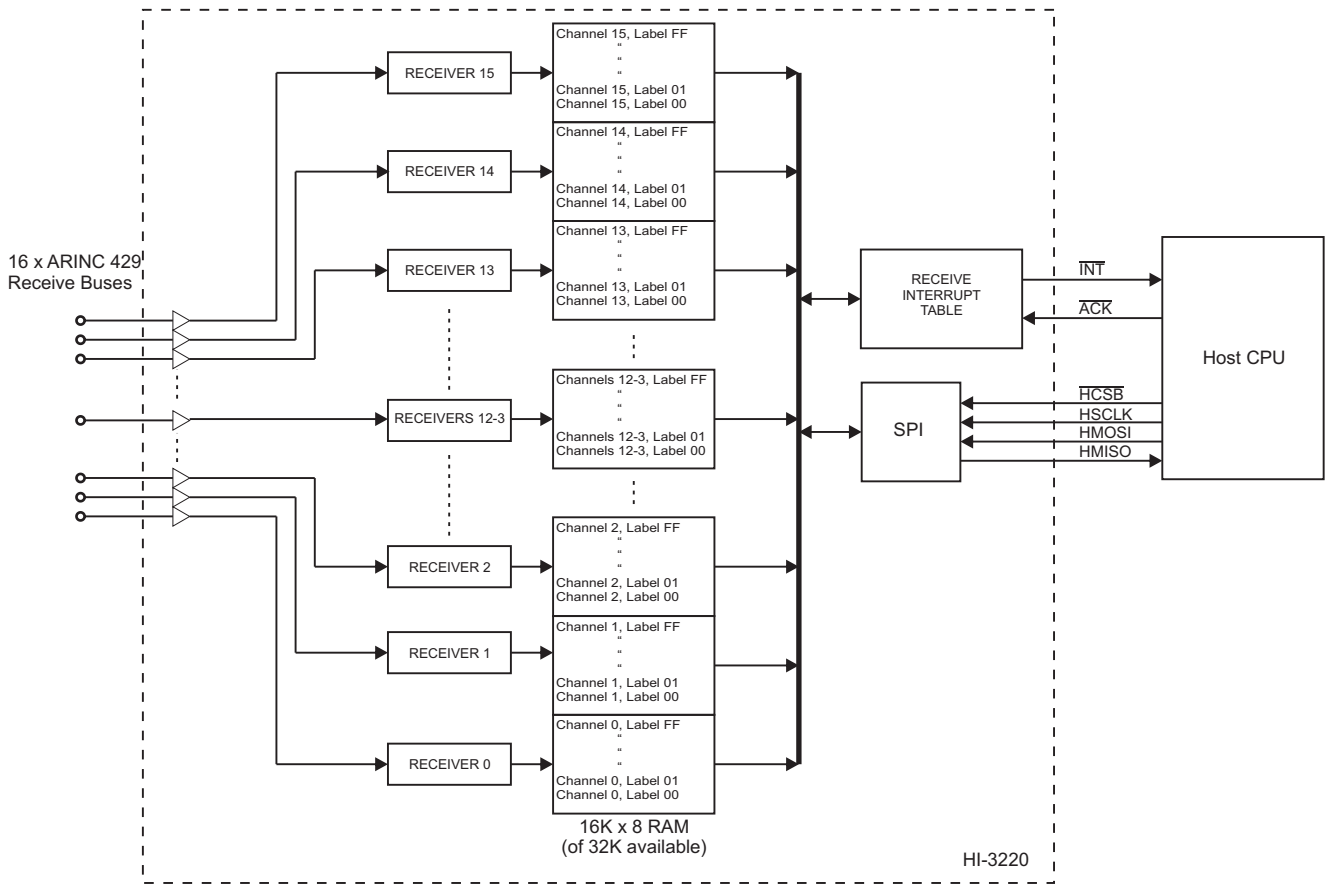 16 x ARINC 429
Receive Buses
RECEIVER 15
RECEIVER 14
RECEIVER 13
RECEIVERS 12-3
RECEIVER 2
RECEIVER 1
RECEIVER 0
Channel 15, Label FF
“
“
“
Channel 15, Label 01
Channel 15, Label 00
Channel 14, Label FF
“
“
“
Channel 14, Label 01
Channel 14, Label 00
Channel 13, Label FF
“
“
“
Channel 13, Label 01
Channel 13, Label 00
Channels 12-3, Label FF
“
“
“
Channels 12-3, Label 01
Channels 12-3, Label 00
Channel 2, Label FF
“
“
“
Channel 2, Label 01
Channel 2, Label 00
Channel 1, Label FF
“
“
“
Channel 1, Label 01
Channel 1, Label 00
Channel 0, Label FF
“
“
“
Channel 0, Label 01
Channel 0, Label 00
16K x 8 RAM
(of 32K available)
RECEIVE
INTERRUPT
TABLE
SPI
INT
ACK
HCSB
HSCLK
HMOSI
HMISO
Host CPU
HI-3220